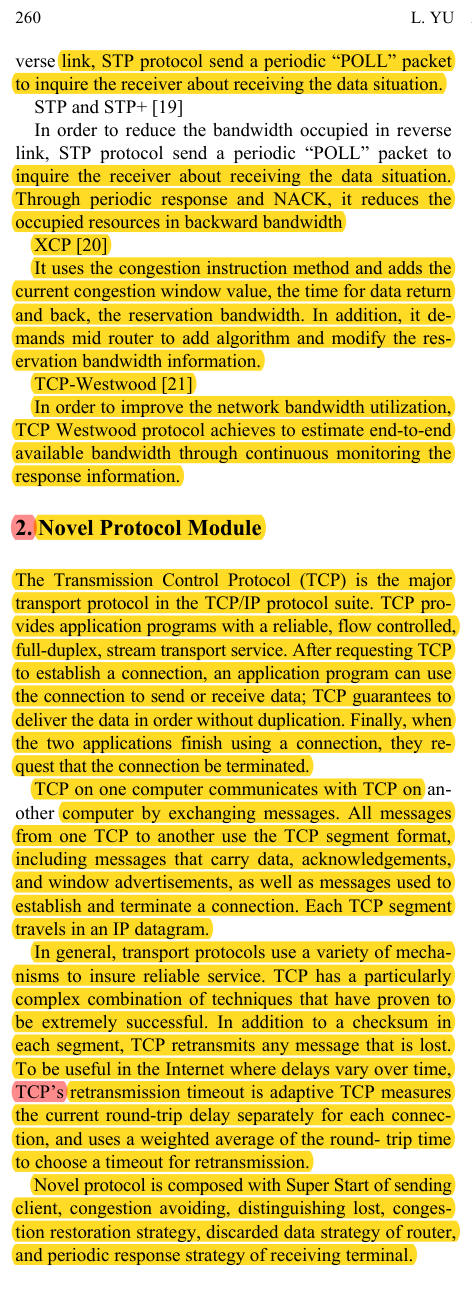 260
L. YU
verse link, STP protocol send a periodic “POLL” packet
to inquire the receiver about receiving the data situation.
STP and STP+ [19]
In order to reduce the bandwidth occupied in reverse
link, STP protocol send a periodic “POLL” packet to
inquire the receiver about receiving the data situation.
Through periodic response and NACK, it reduces the
occupied resources in backward bandwidth
XCP [20]
It uses the congestion instruction method and adds the
current congestion window value, the time for data return
and back, the reservation bandwidth. In addition, it de-
mands mid router to add algorithm and modify the res-
ervation bandwidth information.
TCP-Westwood [21]
In order to improve the network bandwidth utilization,
TCP Westwood protocol achieves to estimate end-to-end
available bandwidth through continuous monitoring the
response information.
2. Novel Protocol Module
The Transmission Control Protocol (TCP) is the major
transport protocol in the TCP/IP protocol suite. TCP pro-
vides application programs with a reliable, flow controlled,
full-duplex, stream transport service. After requesting TCP
to establish a connection, an application program can use
the connection to send or receive data; TCP guarantees to
deliver the data in order without duplication. Finally, when
the two applications finish using a connection, they re-
quest that the connection be terminated.
TCP on one computer communicates with TCP on an-
other computer by exchanging messages. All messages
from one TCP to another use the TCP segment format,
including messages that carry data, acknowledgements,
and window advertisements, as well as messages used to
establish and terminate a connection. Each TCP segment
travels in an IP datagram.
In general, transport protocols use a variety of mecha-
nisms to insure reliable service. TCP has a particularly
complex combination of techniques that have proven to
be extremely successful. In addition to a checksum in
each segment, TCP retransmits any message that is lost.
To be useful in the Internet where delays vary over time,
TCP’s retransmission timeout is adaptive TCP measures
the current round-trip delay separately for each connec-
tion, and uses a weighted average of the round- trip time
to choose a timeout for retransmission.
Novel protocol is composed with Super Start of sending
client, congestion avoiding, distinguishing lost, conges-
tion restoration strategy, discarded data strategy of router,
and periodic response strategy of receiving terminal.